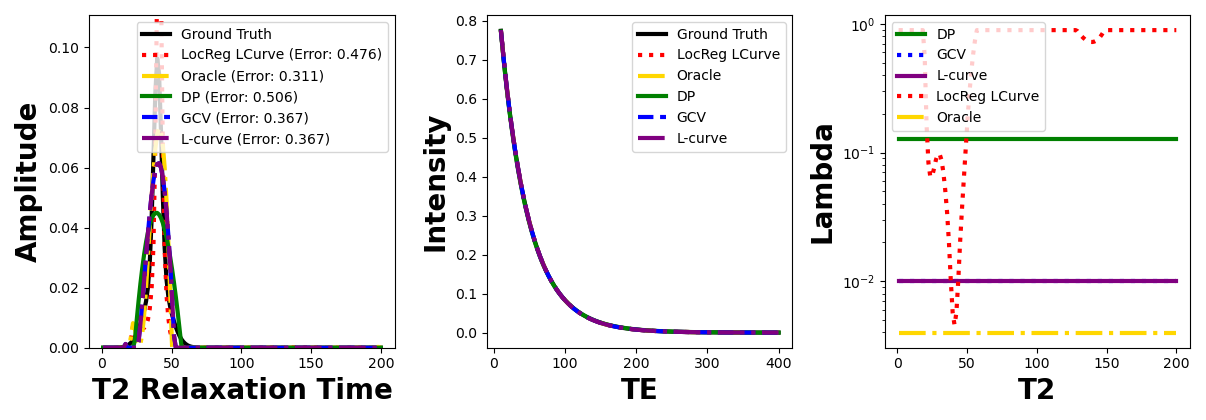 Amplitude
0.10
0.08
0.06
0.04
0.02
0.00
Ground Truth
LocReg LCurve (Error: 0.476)
Oracle (Error: 0.311)
DP (Error: 0.506)
GCV (Error: 0.367)
L-curve (Error: 0.367)
0 50 100 150 200
T2 Relaxation Time
Intensity
0.8
0.7
0.6
0.5
0.4
0.3
0.2
0.1
0.0
Ground Truth
LocReg LCurve
Oracle
DP
GCV
L-curve
0 100 200 300 400
TE
Lambda
10⁰
10⁻¹
10⁻²
DP
GCV
L-curve
LocReg LCurve
Oracle
0 50 100 150 200
T2